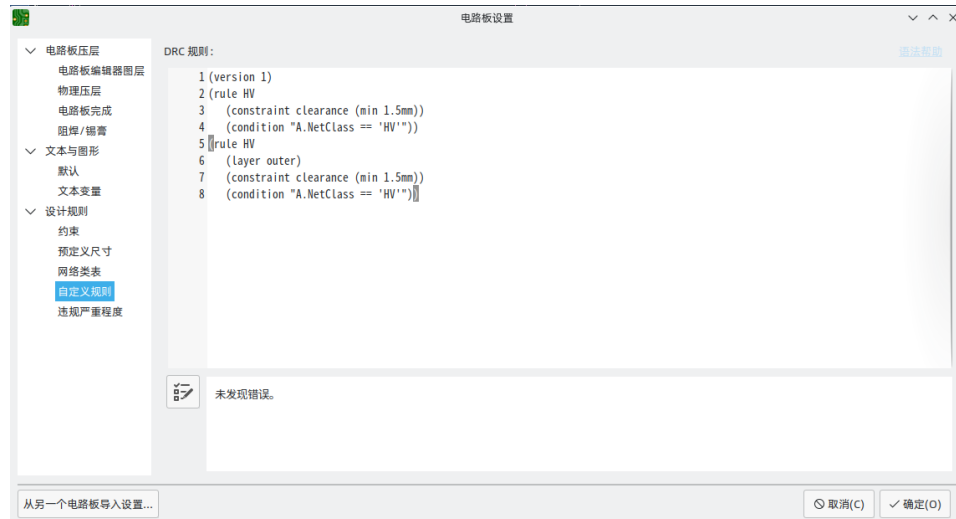 电路板设置
电路板压层
电路板编辑器图层
物理压层
电路板完成
阻焊/锡膏
文本与图形
默认
文本变量
设计规则
约束
预定义尺寸
网络类表
自定义规则
违规严重程度
DRC 规则:
语法帮助
1 (version 1)
2 (rule HV
3 (constraint clearance (min 1.5mm))
4 (condition "A.NetClass == 'HV'"))
5 (rule HV
6 (layer outer)
7 (constraint clearance (min 1.5mm))
8 (condition "A.NetClass == 'HV'"))
未发现错误。
从另一个电路板导入设置...
取消(C)
确定(O)